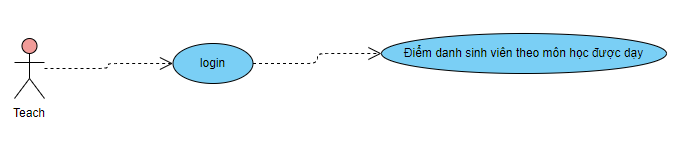 login
Điểm danh sinh viên theo môn học được dạy
Teach